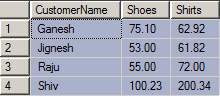 CustomerName Shoes Shirts
1 Ganesh 75.10 62.92
2 Jignesh 53.00 61.82
3 Raju 55.00 72.00
4 Shiv 100.23 200.34